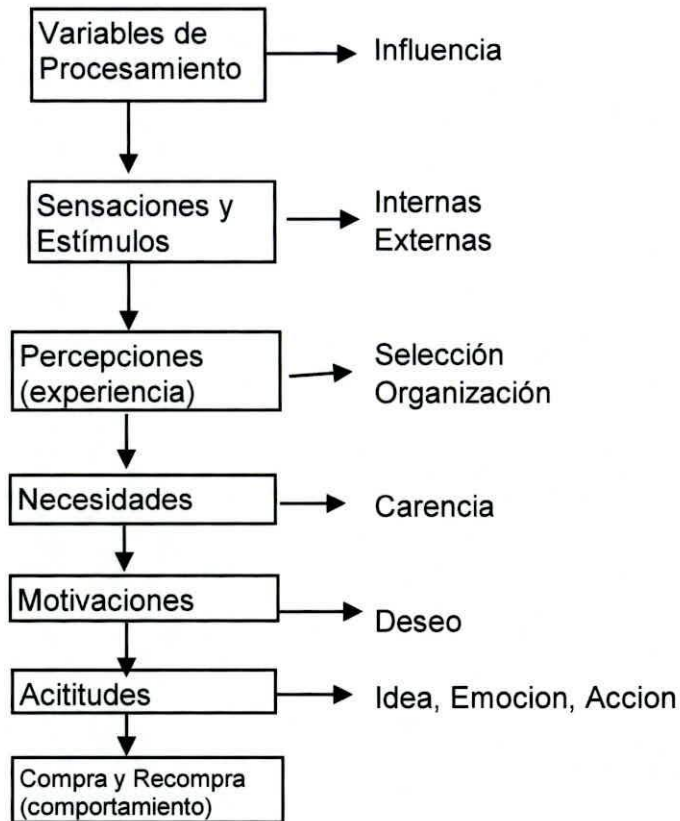 Variables de
Procesamiento
Influencia
Sensaciones y
Estímulos
Internas
Externas
Percepciones
(experiencia)
Selección
Organización
Necesidades
Carencia
Motivaciones
Deseo
Acititudes
Idea, Emocion, Accion
Compra y Recompra
(comportamiento)